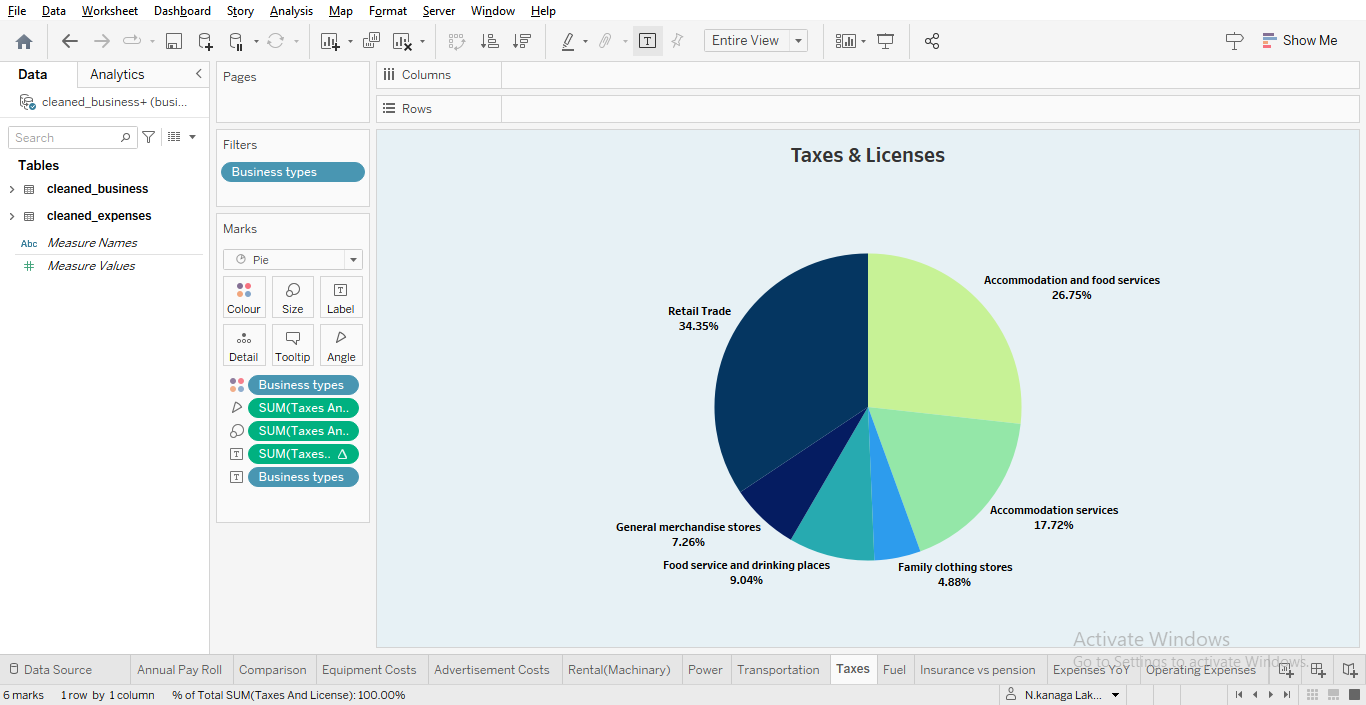 File Data Worksheet Dashboard Story Analysis Map Format Server Window Help
Entire View
Show Me
Data Analytics
cleaned_business+ (busi...
Search
Tables
cleaned_business
cleaned_expenses
Abc Measure Names
Measure Values
Pages
Filters
Business types
Marks
Pie
Colour Size Label
Detail Tooltip Angle
Business types
SUM(Taxes An..
SUM(Taxes An..
SUM(Taxes.. Δ
Business types
Columns
Rows
Taxes & Licenses
Accommodation and food services
26.75%
Retail Trade
34.35%
Accommodation services
17.72%
General merchandise stores
7.26%
Food service and drinking places
9.04%
Family clothing stores
4.88%
Activate Windows
Go to Settings to activate Windows.
Data Source Annual Pay Roll Comparison Equipment Costs Advertisement Costs Rental(Machinary) Power Transportation Taxes Fuel Insurance vs pension Expenses YoY Operating Expenses
6 marks 1 row by 1 column % of Total SUM(Taxes And License): 100.00% N.kanaga Lak...